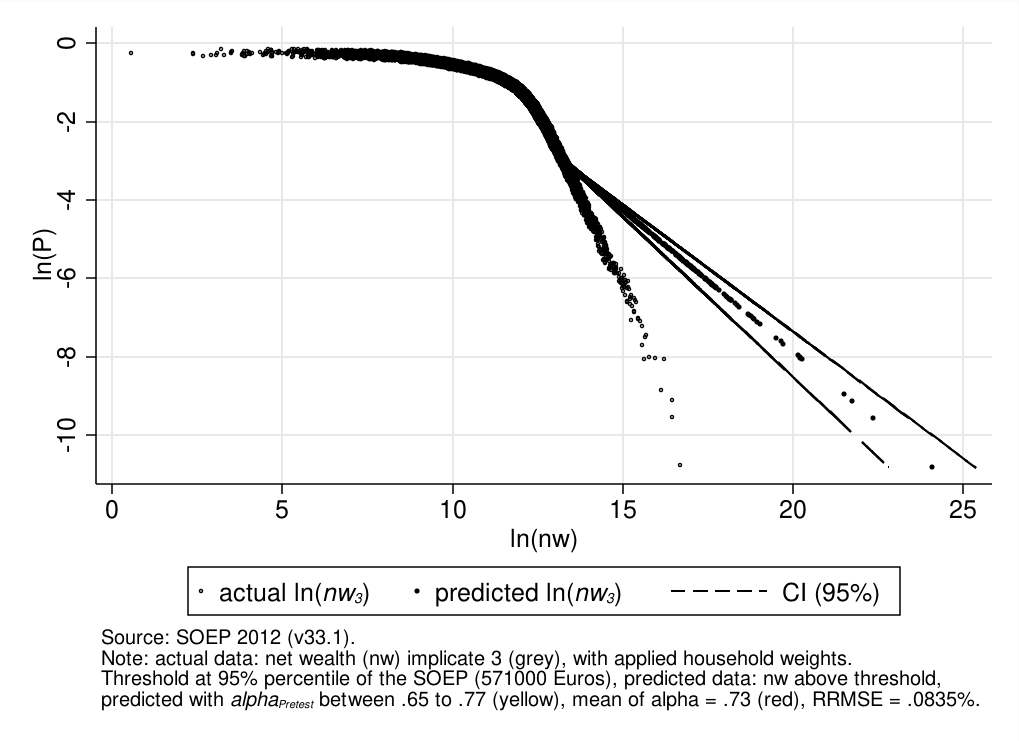 0
-2
-4
-6
-8
-10
ln(P)
0 5 10 15 20 25
ln(nw)
actual ln(nw₃) predicted ln(nw₃) CI (95%)
Source: SOEP 2012 (v33.1).
Note: actual data: net wealth (nw) implicate 3 (grey), with applied household weights.
Threshold at 95% percentile of the SOEP (571000 Euros), predicted data: nw above threshold,
predicted with alphaPretest between .65 to .77 (yellow), mean of alpha = .73 (red), RRMSE = .0835%.